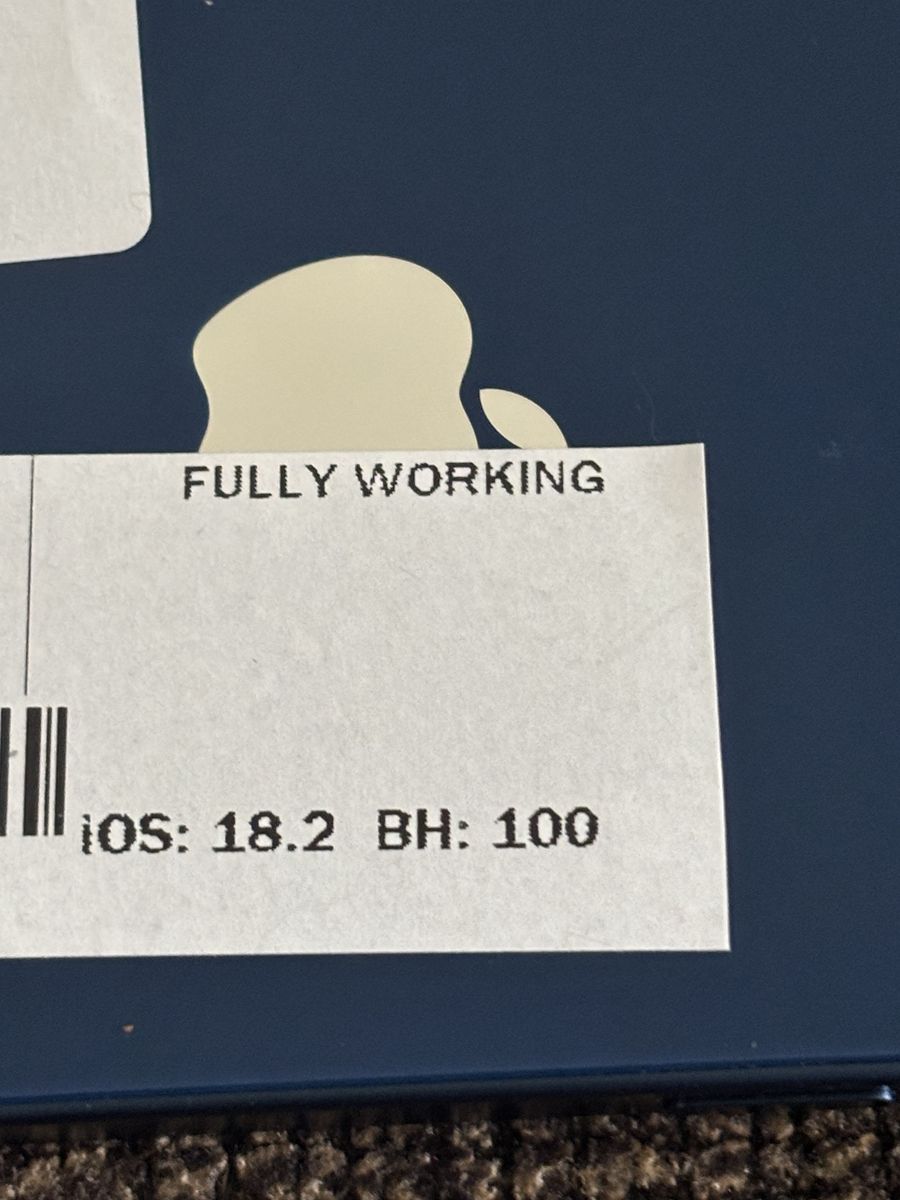 FULLY WORKING
iOS: 18.2 BH: 100